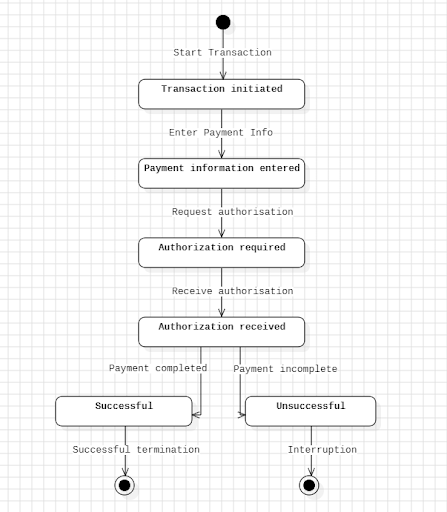 Start Transaction
Transaction initiated
Enter Payment Info
Payment information entered
Request authorisation
Authorization required
Receive authorisation
Authorization received
Payment completed
Payment incomplete
Successful
Unsuccessful
Successful termination
Interruption